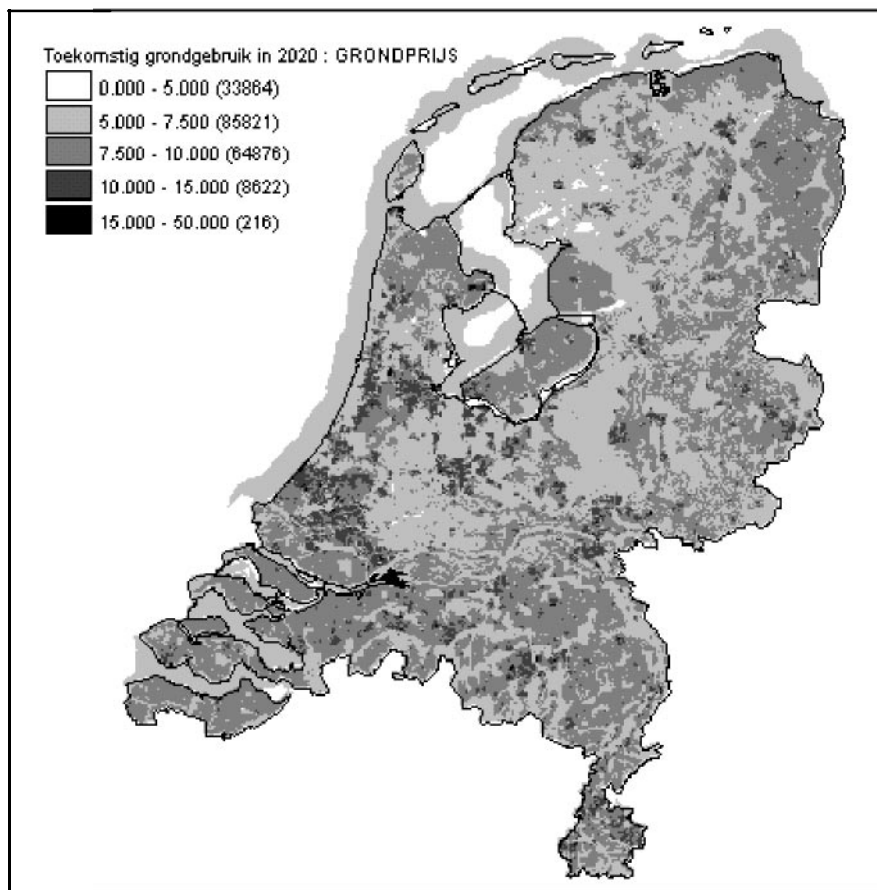 Toekomstig grondgebruik in 2020 : GRONDPRIJS
0.000 - 5.000 (33864)
5.000 - 7.500 (85821)
7.500 - 10.000 (64876)
10.000 - 15.000 (8622)
15.000 - 50.000 (216)